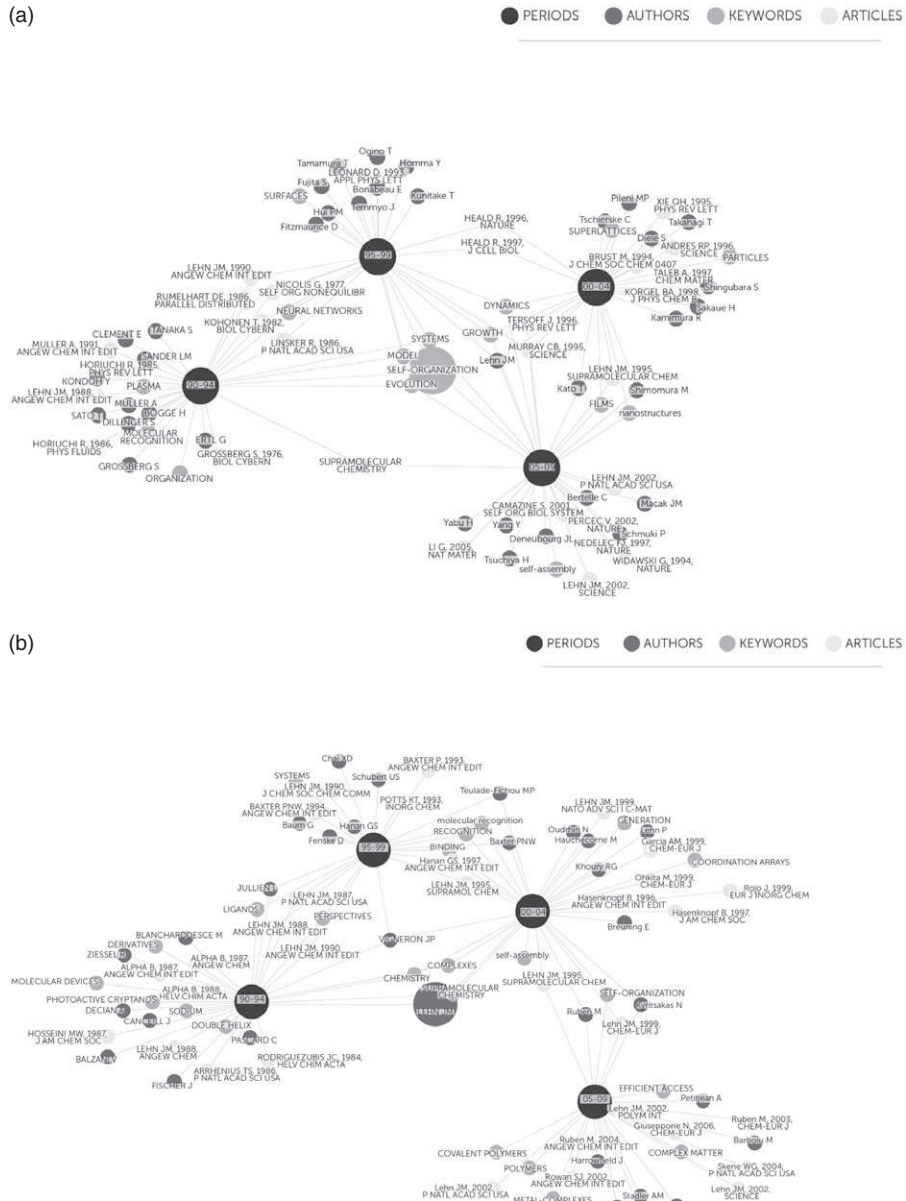 (a)
PERIODS AUTHORS KEYWORDS ARTICLES
Ogino T
Tamamura T
Homma Y
LEONARD D, 1993,
APPL PHYS LETT
Fujita S
Bonabeau E
Kunitake T
SURFACES
Temmyo J
Hui PM
Fitzmaurice D
95-99
HEALD R, 1996,
NATURE
HEALD R, 1997,
J CELL BIOL
Pileni MP
XIE QH, 1995,
PHYS REV LETT
Tschierske C
Takahagi T
SUPERLATTICES
Diele S
ANDRES RP, 1996,
SCIENCE
PARTICLES
BRUST M, 1994,
J CHEM SOC CHEM 0407
TALEB A, 1997,
CHEM MATER
00-04
Shingubara S
KORGEL BA, 1998,
J PHYS CHEM B
Sakaue H
Kamimura R
LEHN JM, 1990,
ANGEW CHEM INT EDIT
NICOLIS G, 1977,
SELF ORG NONEQUILIBR
RUMELHART DE, 1986,
PARALLEL DISTRIBUTED
NEURAL NETWORKS
KOHONEN T, 1982,
BIOL CYBERN
LINSKER R, 1986,
P NATL ACAD SCI USA
DYNAMICS
TERSOFF J, 1996,
PHYS REV LETT
GROWTH
SYSTEMS
MURRAY CB, 1995,
SCIENCE
MODEL
Lehn JM
SELF-ORGANIZATION
EVOLUTION
CLEMENT E
TANAKA S
MULLER A, 1991,
ANGEW CHEM INT EDIT
SANDER LM
HORIUCHI R, 1985,
PHYS REV LETT
KONDOH Y
PLASMA
90-94
LEHN JM, 1988,
ANGEW CHEM INT EDIT
MULLER A
SATO T
BOGGE H
DILLINGER S
MOLECULAR
RECOGNITION
HORIUCHI R, 1986,
PHYS FLUIDS
ERTL G
GROSSBERG S, 1976,
BIOL CYBERN
GROSSBERG S
ORGANIZATION
SUPRAMOLECULAR
CHEMISTRY
LEHN JM, 1995,
SUPRAMOLECULAR CHEM
Kato T
Shimomura M
FILMS
nanostructures
05-09
LEHN JM, 2002,
P NATL ACAD SCI USA
Bertelle C
Macak JM
CAMAZINE S, 2001,
SELF ORG BIOL SYSTEM
Yabu H
Yang Y
PERCEC V, 2002,
NATURE
Schmuki P
Deneubourg JL
NEDELEC FJ, 1997,
NATURE
LI G, 2005,
NAT MATER
Tsuchiya H
self-assembly
WIDAWSKI G, 1994,
NATURE
LEHN JM, 2002,
SCIENCE
(b)
PERIODS AUTHORS KEYWORDS ARTICLES
Choi XD
BAXTER P, 1993,
ANGEW CHEM INT EDIT
SYSTEMS
Schubert US
LEHN JM, 1990,
J CHEM SOC CHEM COMM
Teulade-Fichou MP
BAXTER PNW, 1994,
ANGEW CHEM INT EDIT
POTTS KT, 1993,
INORG CHEM
Baum G
Hanan GS
Fenske D
molecular recognition
RECOGNITION
Baxter PNW
BINDING
95-99
Hanan GS, 1997,
ANGEW CHEM INT EDIT
LEHN JM, 1995,
SUPRAMOL CHEM
LEHN JM, 1999,
NATO ADV SCI I C-MAT
GENERATION
Oudrhiri N
Lehn P
Hauchecorne M
Garcia AM, 1999,
CHEM-EUR J
COORDINATION ARRAYS
Khoury RG
Ohkita M, 1999,
CHEM-EUR J
Rojo J, 1999,
EUR J INORG CHEM
Hasenknopf B, 1996,
ANGEW CHEM INT EDIT
Hasenknopf B, 1997,
J AM CHEM SOC
00-04
Breuning E
JULLIEN L
LEHN JM, 1987,
P NATL ACAD SCI USA
LIGANDS
PERSPECTIVES
LEHN JM, 1988,
ANGEW CHEM INT EDIT
VIGNERON JP
LEHN JM, 1990,
ANGEW CHEM INT EDIT
BLANCHARDDESCE M
DERIVATIVES
ZIESSEL R
ALPHA B, 1987,
ANGEW CHEM
ALPHA B, 1987,
ANGEW CHEM INT EDIT
MOLECULAR DEVICES
ALPHA B, 1988,
HELV CHIM ACTA
90-94
PHOTOACTIVE CRYPTANDS
SODIUM
CANCEILL J
DOUBLE HELIX
HOSSEINI MW, 1987,
J AM CHEM SOC
PASCARD C
LEHN JM, 1988,
ANGEW CHEM
BALZANI V
RODRIGUEZUBIS JC, 1984,
HELV CHIM ACTA
ARRHENIUS TS, 1986,
P NATL ACAD SCI USA
FISCHER J
self-assembly
COMPLEXES
CHEMISTRY
SUPRAMOLECULAR
CHEMISTRY
LEHN JM
LEHN JM, 1995,
SUPRAMOLECULAR CHEM
SELF-ORGANIZATION
Kyritsakas N
Ruben M
Lehn JM, 1999,
CHEM-EUR J
05-09
EFFICIENT ACCESS
Petitjean A
Lehn JM, 2002,
POLYM INT
Ruben M, 2003,
CHEM-EUR J
Giuseppone N, 2006,
CHEM-EUR J
Barboiu M
Ruben M, 2004,
ANGEW CHEM INT EDIT
COVALENT POLYMERS
COMPLEX MATTER
Harrowfield J
POLYMERS
Skene WG, 2004,
P NATL ACAD SCI USA
Rowan SJ, 2002,
ANGEW CHEM INT EDIT
Lehn JM, 2002,
P NATL ACAD SCI USA
Lehn JM, 2002,
SCIENCE
Stadler AM
METAL-COMPLEXES